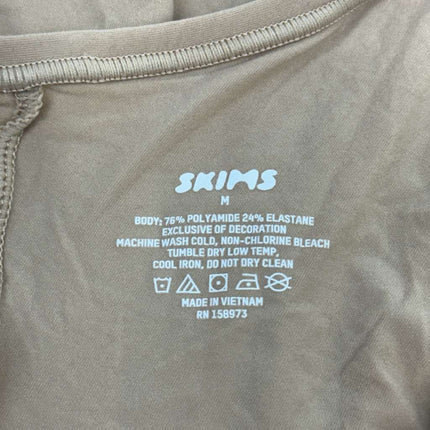 SKIMS
M
BODY: 76% POLYAMIDE 24% ELASTANE
EXCLUSIVE OF DECORATION
MACHINE WASH COLD, NON-CHLORINE BLEACH
TUMBLE DRY LOW TEMP,
COOL IRON, DO NOT DRY CLEAN
MADE IN VIETNAM
RN 158973